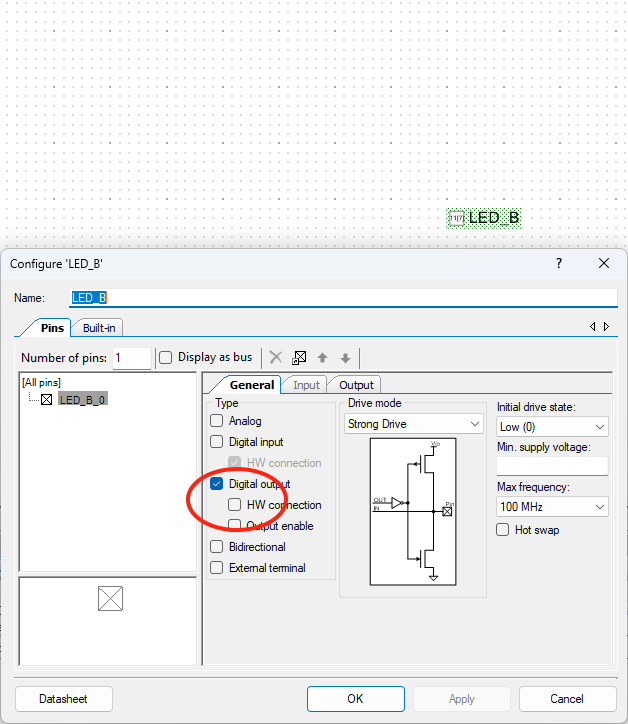 11|7 LED_B
Configure 'LED_B'
?
Name: LED_B
Pins Built-in
Number of pins: 1 Display as bus
[All pins]
LED_B_0
General Input Output
Type
Analog
Digital input
HW connection
Digital output
HW connection
Output enable
Bidirectional
External terminal
Drive mode
Strong Drive
Vio
OUT
IN
Pin
Initial drive state:
Low (0)
Min. supply voltage:
Max frequency:
100 MHz
Hot swap
Datasheet OK Apply Cancel